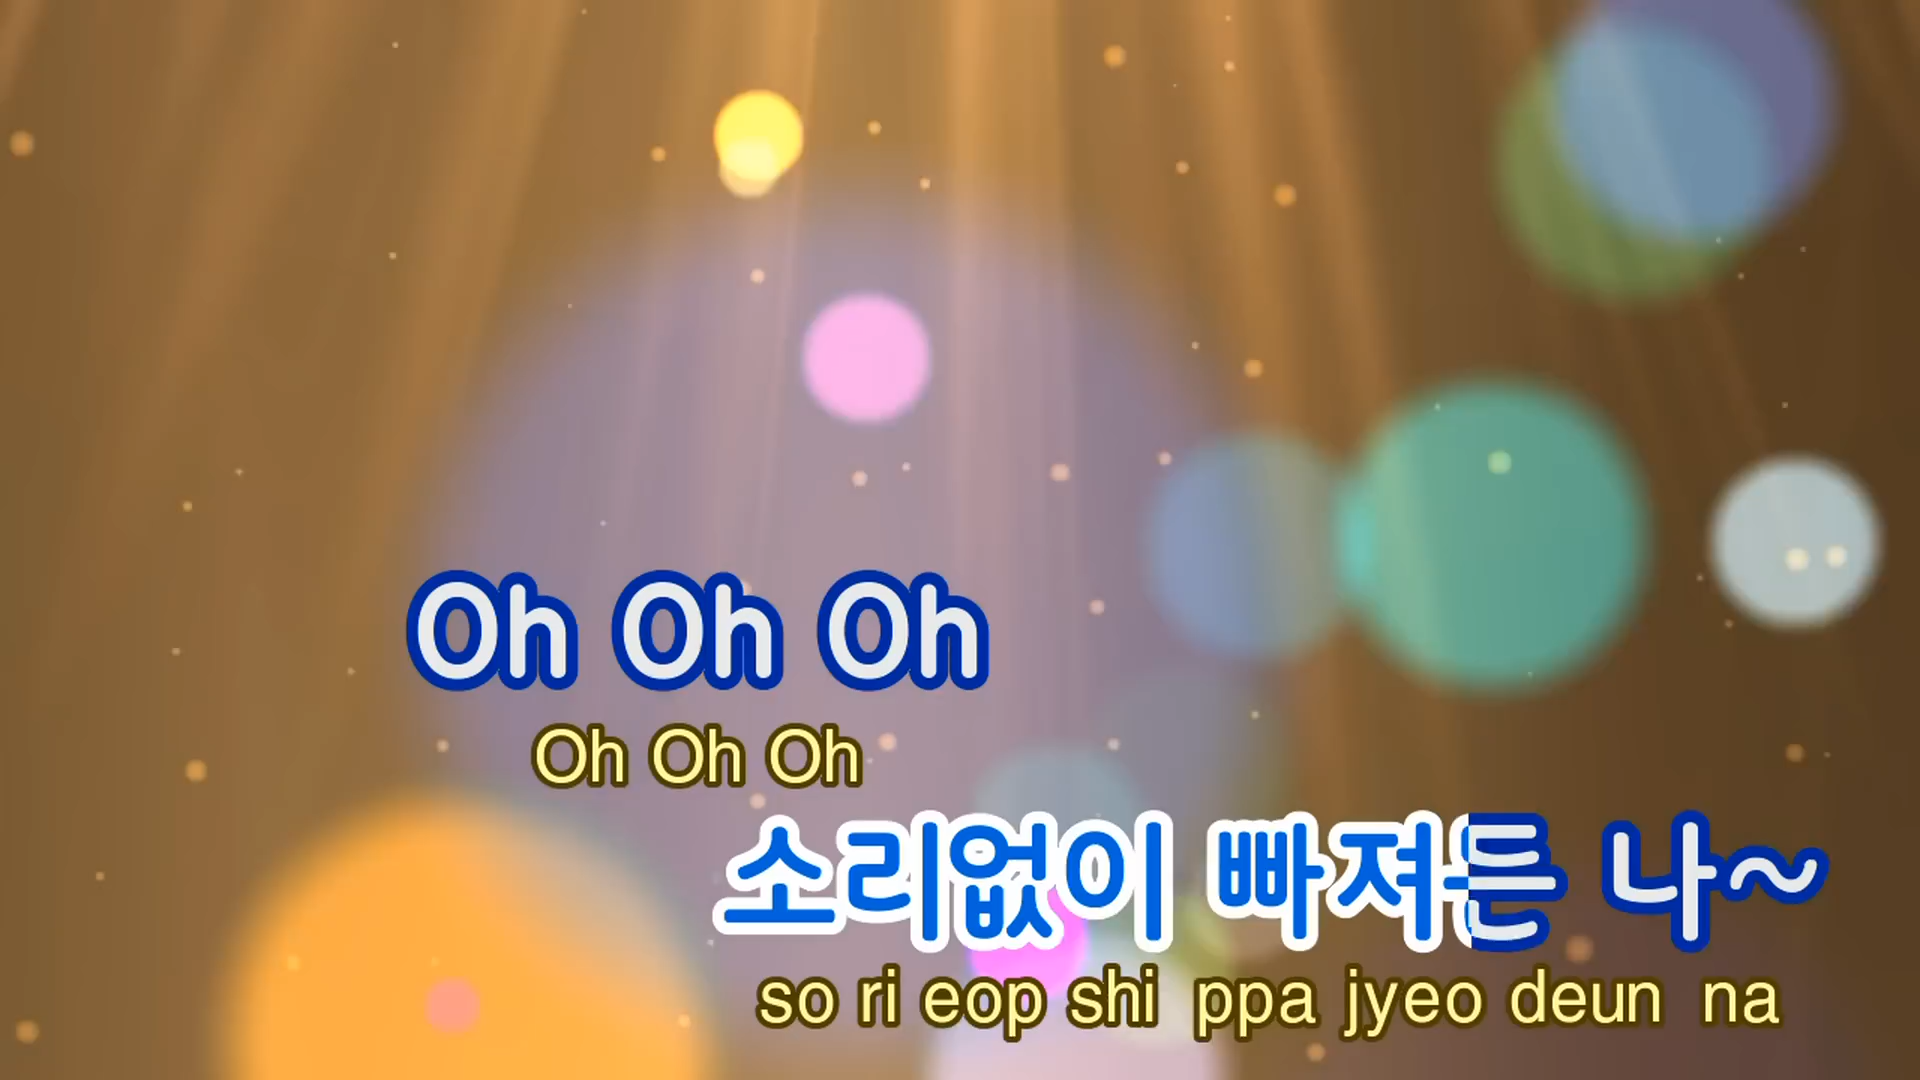 Oh Oh Oh
Oh Oh Oh
소리없이 빠져든 나~
so ri eop shi ppa jyeo deun na